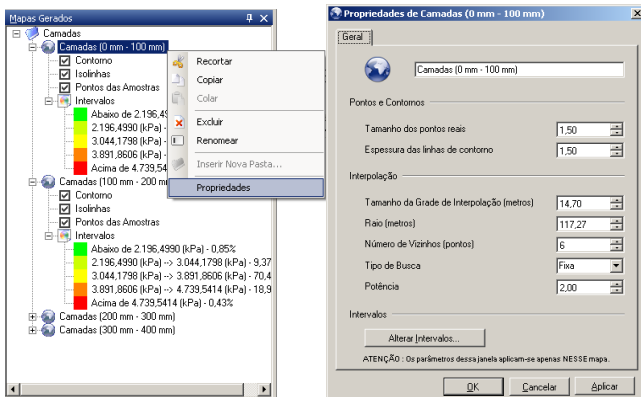 Mapas Gerados
Camadas
Camadas (0 mm - 100 mm)
Contorno
Isolinhas
Pontos das Amostras
Intervalos
Abaixo de 2.196,49
2.196,4990 (kPa) -
3.044,1798 (kPa) -
3.891,8606 (kPa) -
Acima de 4.739,54
Camadas (100 mm - 200 m
Contorno
Isolinhas
Pontos das Amostras
Intervalos
Abaixo de 2.196,4990 (kPa) - 0,85%
2.196,4990 (kPa) --> 3.044,1798 (kPa) - 9,37
3.044,1798 (kPa) --> 3.891,8606 (kPa) - 70,4
3.891,8606 (kPa) --> 4.739,5414 (kPa) - 18,9
Acima de 4.739,5414 (kPa) - 0,43%
Camadas (200 mm - 300 mm)
Camadas (300 mm - 400 mm)
Recortar
Copiar
Colar
Excluir
Renomear
Inserir Nova Pasta...
Propriedades
Propriedades de Camadas (0 mm - 100 mm)
Geral
Camadas (0 mm - 100 mm)
Pontos e Contornos
Tamanho dos pontos reais 1,50
Espessura das linhas de contorno 1,50
Interpolação
Tamanho da Grade de Interpolação (metros) 14,70
Raio (metros) 117,27
Número de Vizinhos (pontos) 6
Tipo de Busca Fixa
Potência 2,00
Intervalos
Alterar Intervalos...
ATENÇÃO : Os parâmetros dessa janela aplicam-se apenas NESSE mapa.
OK Cancelar Aplicar